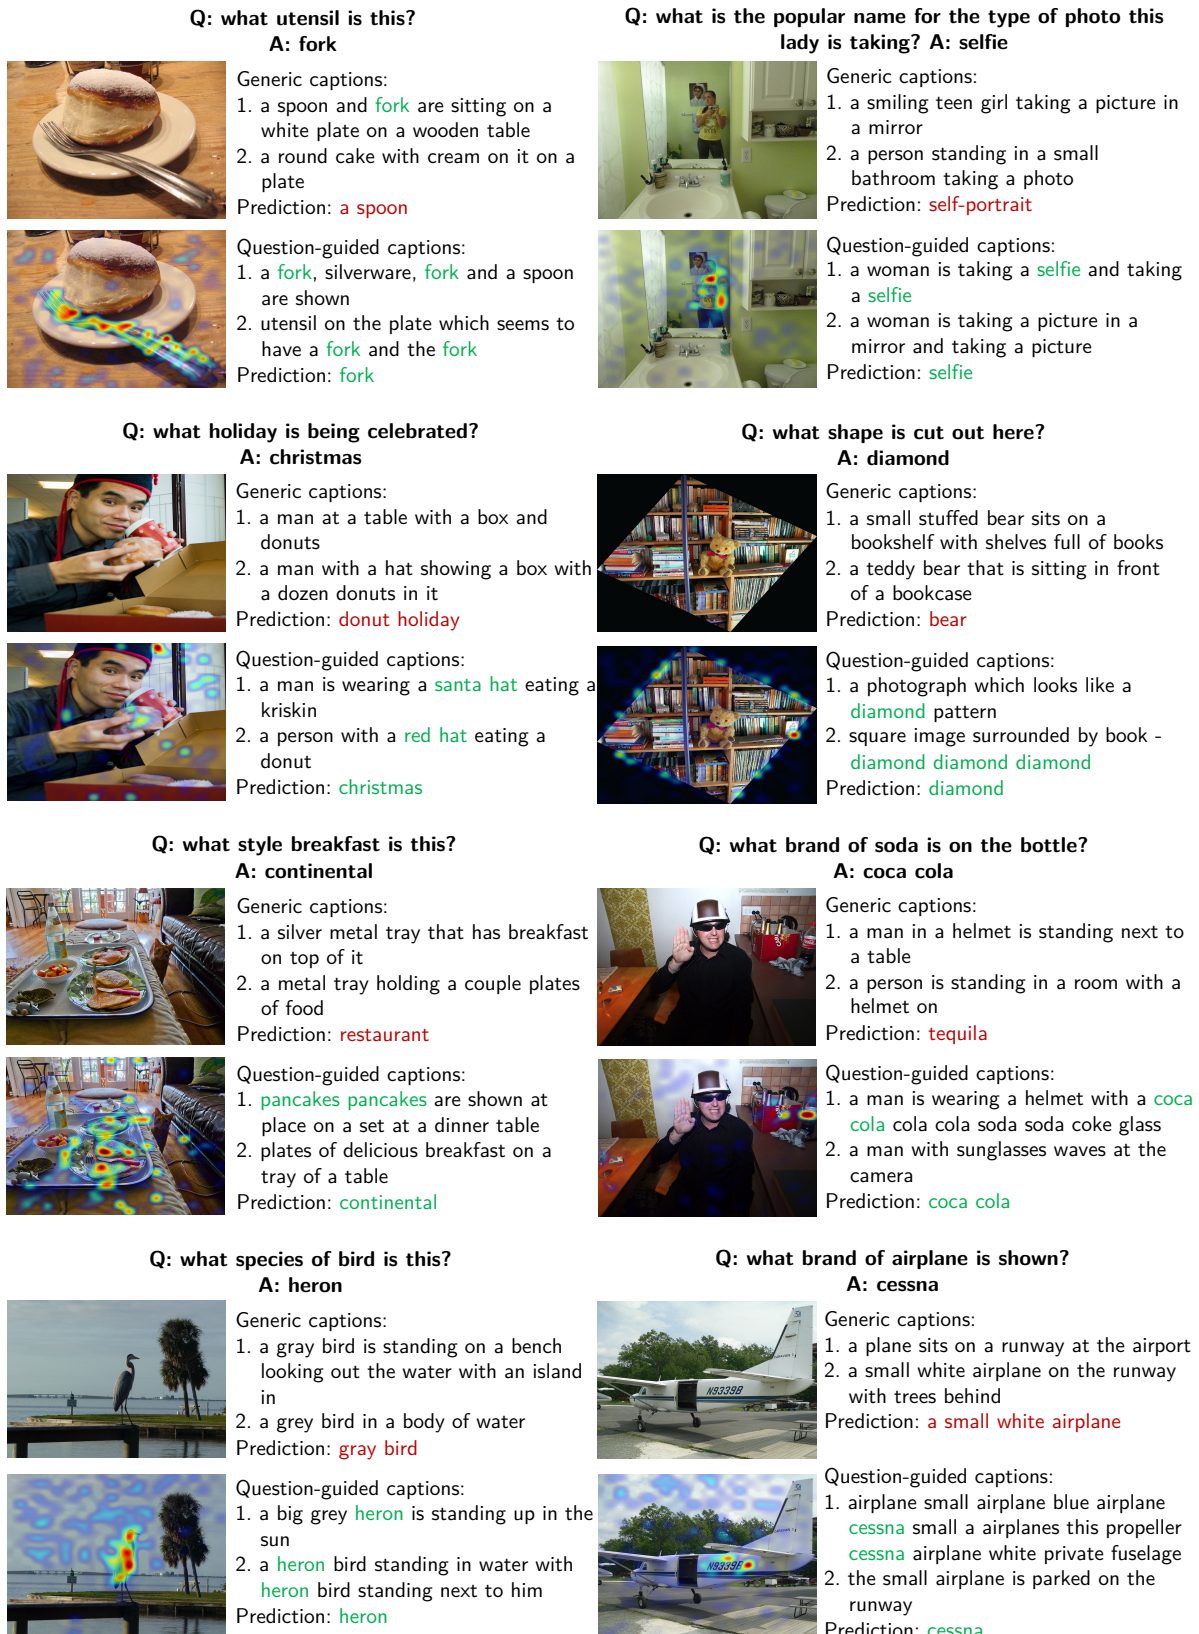 Q: what utensil is this?
A: fork
Generic captions:
1. a spoon and fork are sitting on a
white plate on a wooden table
2. a round cake with cream on it on a
plate
Prediction: a spoon
Question-guided captions:
1. a fork, silverware, fork and a spoon
are shown
2. utensil on the plate which seems to
have a fork and the fork
Prediction: fork
Q: what is the popular name for the type of photo this
lady is taking? A: selfie
Generic captions:
1. a smiling teen girl taking a picture in
a mirror
2. a person standing in a small
bathroom taking a photo
Prediction: self-portrait
Question-guided captions:
1. a woman is taking a selfie and taking
a selfie
2. a woman is taking a picture in a
mirror and taking a picture
Prediction: selfie
Q: what holiday is being celebrated?
A: christmas
Generic captions:
1. a man at a table with a box and
donuts
2. a man with a hat showing a box with
a dozen donuts in it
Prediction: donut holiday
Question-guided captions:
1. a man is wearing a santa hat eating a
kriskin
2. a person with a red hat eating a
donut
Prediction: christmas
Q: what shape is cut out here?
A: diamond
Generic captions:
1. a small stuffed bear sits on a
bookshelf with shelves full of books
2. a teddy bear that is sitting in front
of a bookcase
Prediction: bear
Question-guided captions:
1. a photograph which looks like a
diamond pattern
2. square image surrounded by book -
diamond diamond diamond
Prediction: diamond
Q: what style breakfast is this?
A: continental
Generic captions:
1. a silver metal tray that has breakfast
on top of it
2. a metal tray holding a couple plates
of food
Prediction: restaurant
Question-guided captions:
1. pancakes pancakes are shown at
place on a set at a dinner table
2. plates of delicious breakfast on a
tray of a table
Prediction: continental
Q: what brand of soda is on the bottle?
A: coca cola
Generic captions:
1. a man in a helmet is standing next to
a table
2. a person is standing in a room with a
helmet on
Prediction: tequila
Question-guided captions:
1. a man is wearing a helmet with a coca
cola cola cola soda soda coke glass
2. a man with sunglasses waves at the
camera
Prediction: coca cola
Q: what species of bird is this?
A: heron
Generic captions:
1. a gray bird is standing on a bench
looking out the water with an island
in
2. a grey bird in a body of water
Prediction: gray bird
Question-guided captions:
1. a big grey heron is standing up in the
sun
2. a heron bird standing in water with
heron bird standing next to him
Prediction: heron
Q: what brand of airplane is shown?
A: cessna
N9339B
Generic captions:
1. a plane sits on a runway at the airport
2. a small white airplane on the runway
with trees behind
Prediction: a small white airplane
Question-guided captions:
1. airplane small airplane blue airplane
cessna small a airplanes this propeller
cessna airplane white private fuselage
2. the small airplane is parked on the
runway
Prediction: cessna